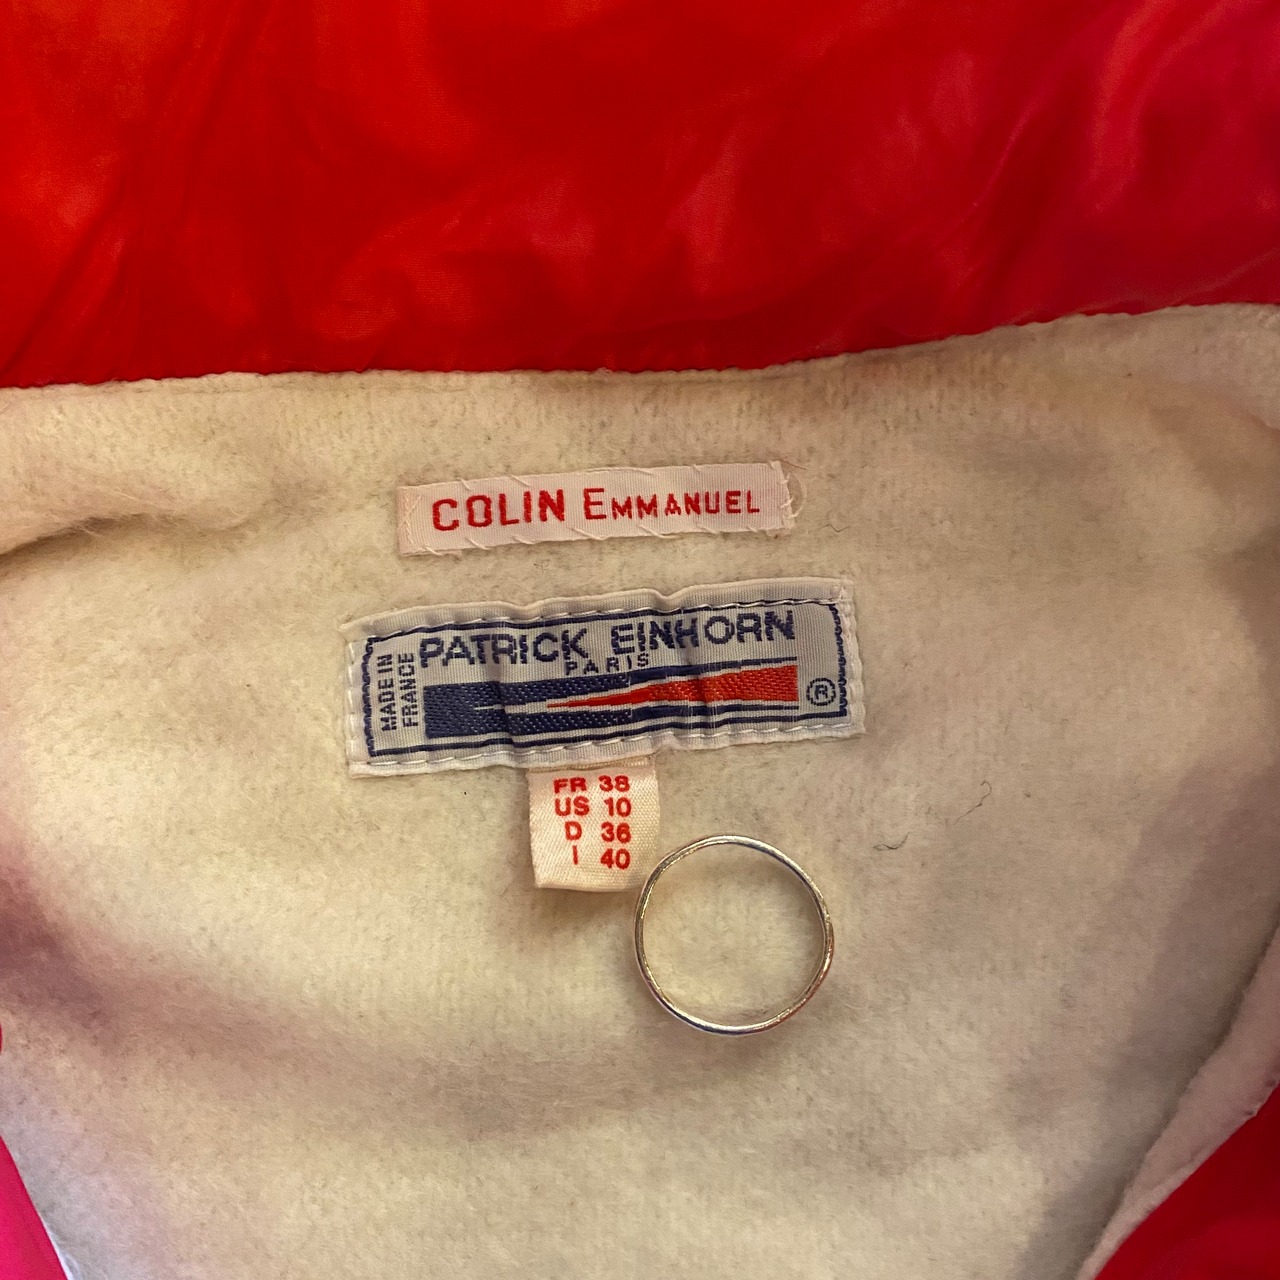 COLIN EMMANUEL
MADE IN
FRANCE
PATRICK EINHORN
PARIS
®
FR 38
US 10
D 36
I 40